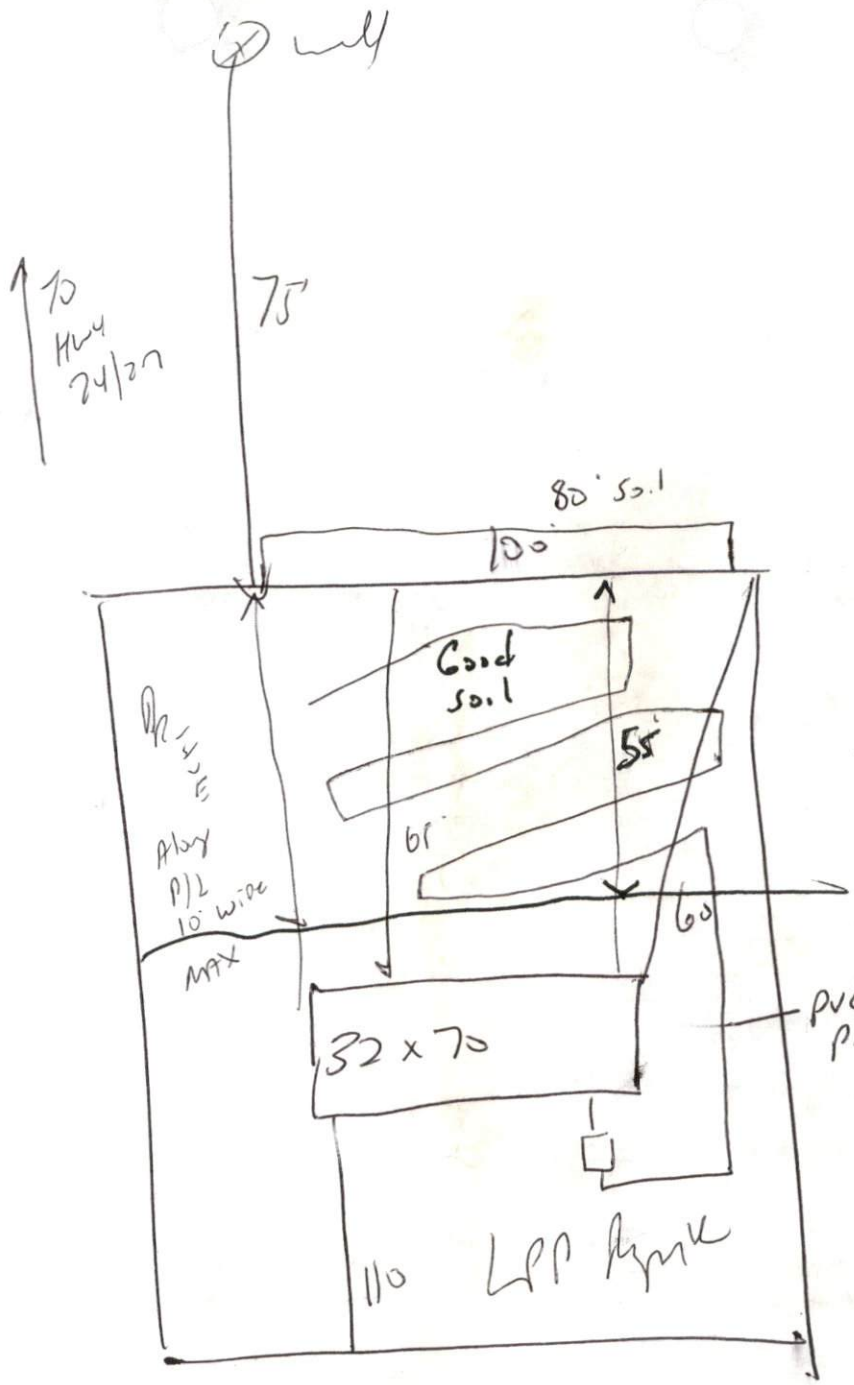 well
75'
To
Hwy
24/27
80' soil
100'
Good
soil
55'
Drive
Along
P/L
10' wide
MAX
60
32 x 70
110
LPP